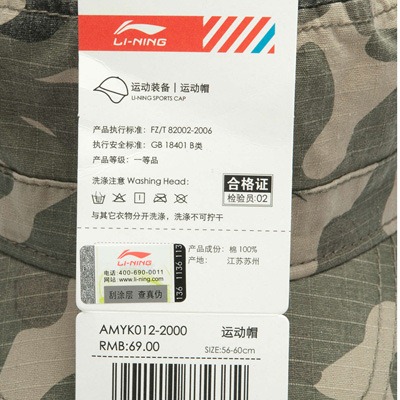 LI-NING
运动装备 | 运动帽
LI-NING SPORTS CAP
产品执行标准: FZ/T 82002-2006
执行安全标准: GB 18401 B类
产品等级: 一等品
洗涤注意 Washing Head:
合格证
检验员:02
与其它衣物分开洗涤, 洗涤不可拧干
LI-NING
电话 400-690-0011
网站 www.li-ning.com
刮涂层 查真伪
136 1136 113
产品成份: 棉 100%
产地: 江苏苏州
AMYK012-2000 运动帽
RMB:69.00 SIZE:56-60cm